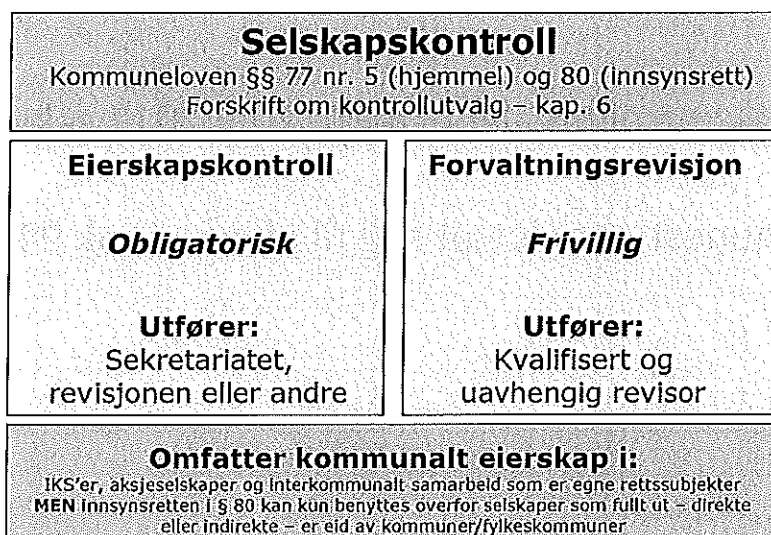 Selskapskontroll
Kommuneloven §§ 77 nr. 5 (hjemmel) og 80 (innsynsrett)
Forskrift om kontrollutvalg – kap. 6
Eierskapskontroll
Obligatorisk
Utfører:
Sekretariatet,
revisjonen eller andre
Forvaltningsrevisjon
Frivillig
Utfører:
Kvalifisert og
uavhengig revisor
Omfatter kommunalt eierskap i:
IKS'er, aksjeselskaper og interkommunalt samarbeid som er egne rettssubjekter
MEN innsynsretten i § 80 kan kun benyttes overfor selskaper som fullt ut – direkte
eller indirekte – er eid av kommuner/fylkeskommuner